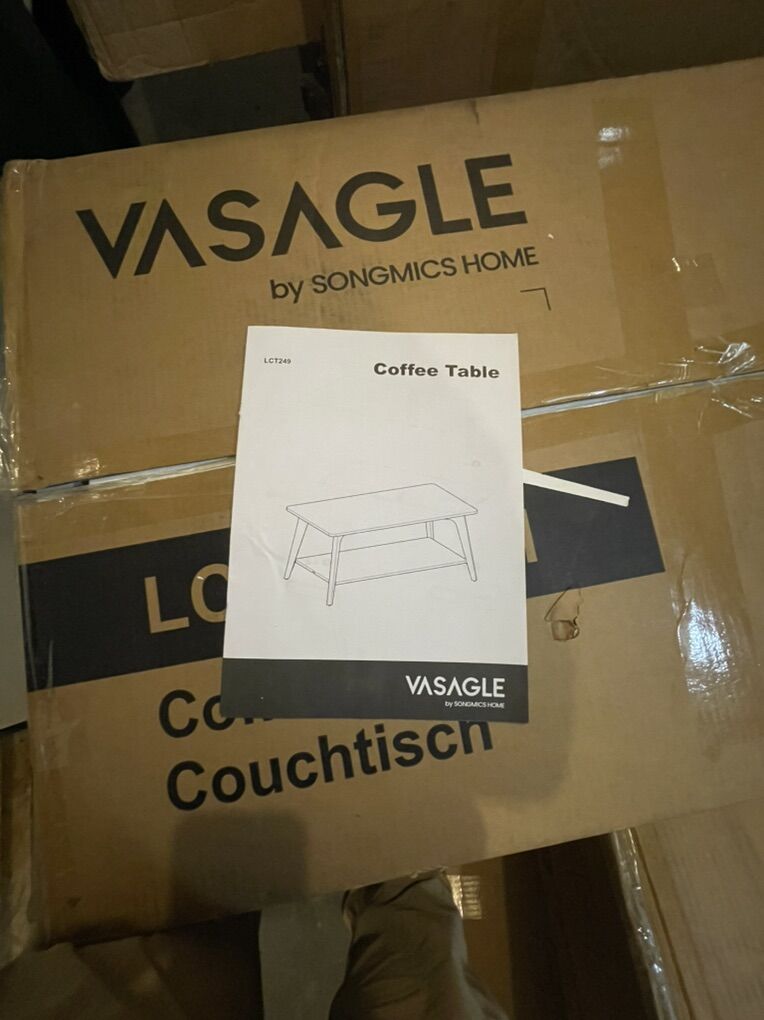 VASAGLE
by SONGMICS HOME
LCT249
Coffee Table
VASAGLE
by SONGMICS HOME
Couchtisch